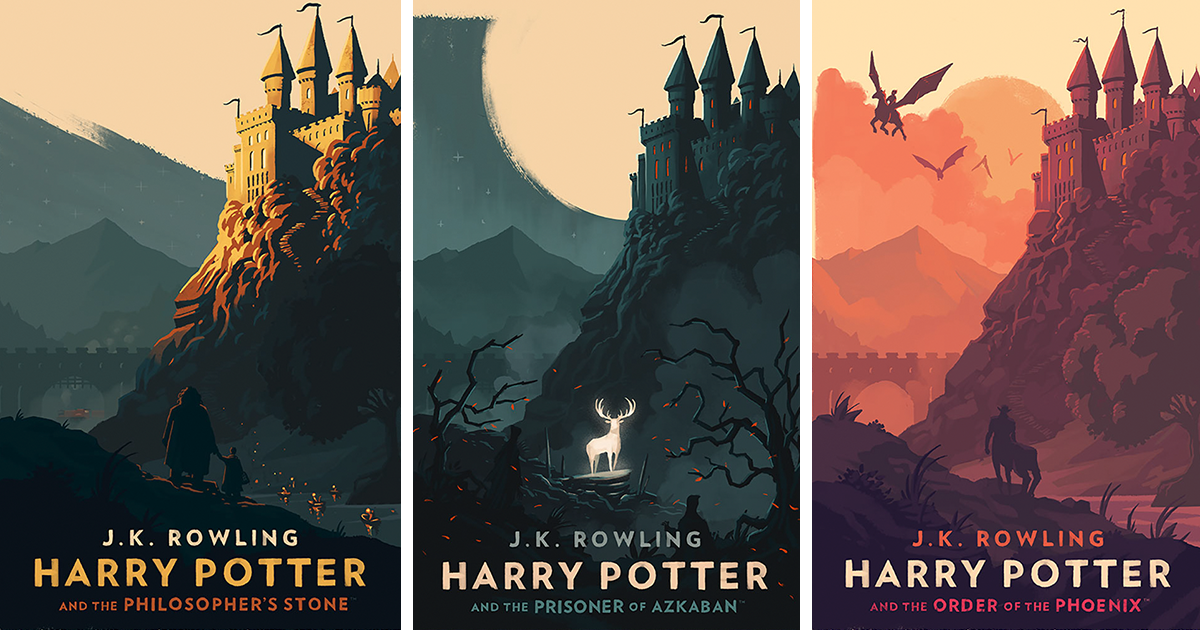 J.K. ROWLING
HARRY POTTER
AND THE PHILOSOPHER'S STONE™
J.K. ROWLING
HARRY POTTER
AND THE PRISONER OF AZKABAN™
J.K. ROWLING
HARRY POTTER
AND THE ORDER OF THE PHOENIX™